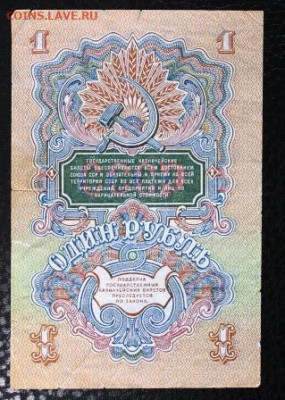 COINS.LAVE.RU
1 1
ГОСУДАРСТВЕННЫЕ КАЗНАЧЕЙСКИЕ
БИЛЕТЫ ОБЕСПЕЧИВАЮТСЯ ВСЕМ ДОСТОЯНИЕМ
СОЮЗА ССР И ОБЯЗАТЕЛЬНЫ К ПРИЕМУ НА ВСЕЙ
ТЕРРИТОРИИ СССР ВО ВСЕ ПЛАТЕЖИ ДЛЯ ВСЕХ
УЧРЕЖДЕНИЙ, ПРЕДПРИЯТИЙ И ЛИЦ ПО
НАРИЦАТЕЛЬНОЙ СТОИМОСТИ
ОДИН РУБЛЬ
ПОДДЕЛКА
ГОСУДАРСТВЕННЫХ
КАЗНАЧЕЙСКИХ БИЛЕТОВ
ПРЕСЛЕДУЕТСЯ
ПО ЗАКОНУ.
1 1